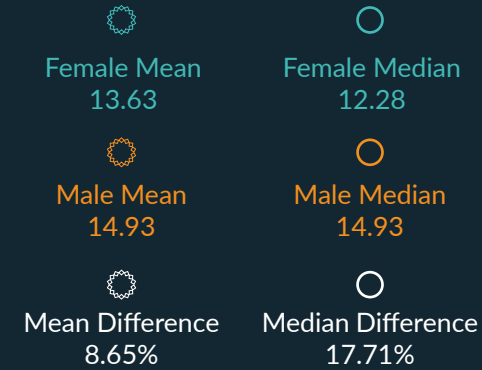 Female Mean
13.63
Female Median
12.28
Male Mean
14.93
Male Median
14.93
Mean Difference
8.65%
Median Difference
17.71%